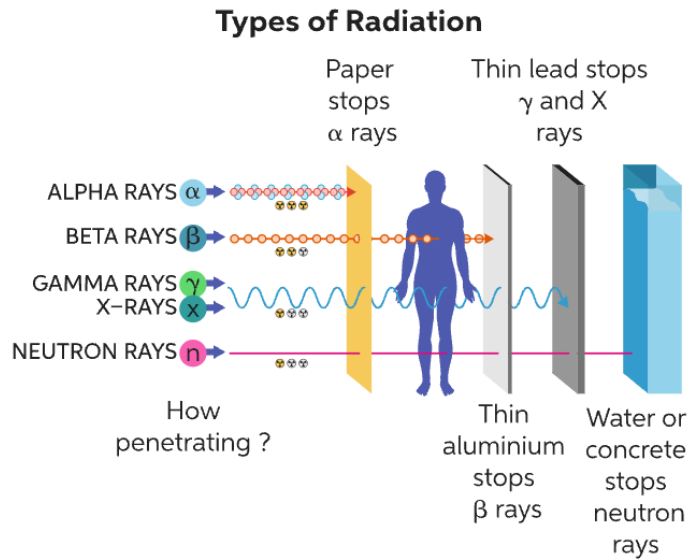 Types of Radiation
Paper
stops
α rays
Thin lead stops
γ and X
rays
ALPHA RAYS α
BETA RAYS β
GAMMA RAYS γ
X–RAYS x
NEUTRON RAYS n
How
penetrating ?
Thin
aluminium
stops
β rays
Water or
concrete
stops
neutron
rays